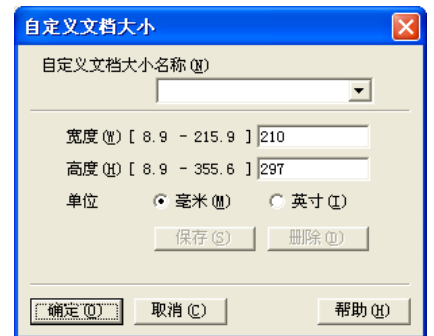 自定义文档大小
自定义文档大小名称(N)
宽度(W) [ 8.9 - 215.9 ] 210
高度(H) [ 8.9 - 355.6 ] 297
单位 毫米(M) 英寸(I)
保存(S) 删除(D)
确定(O) 取消(C) 帮助(H)